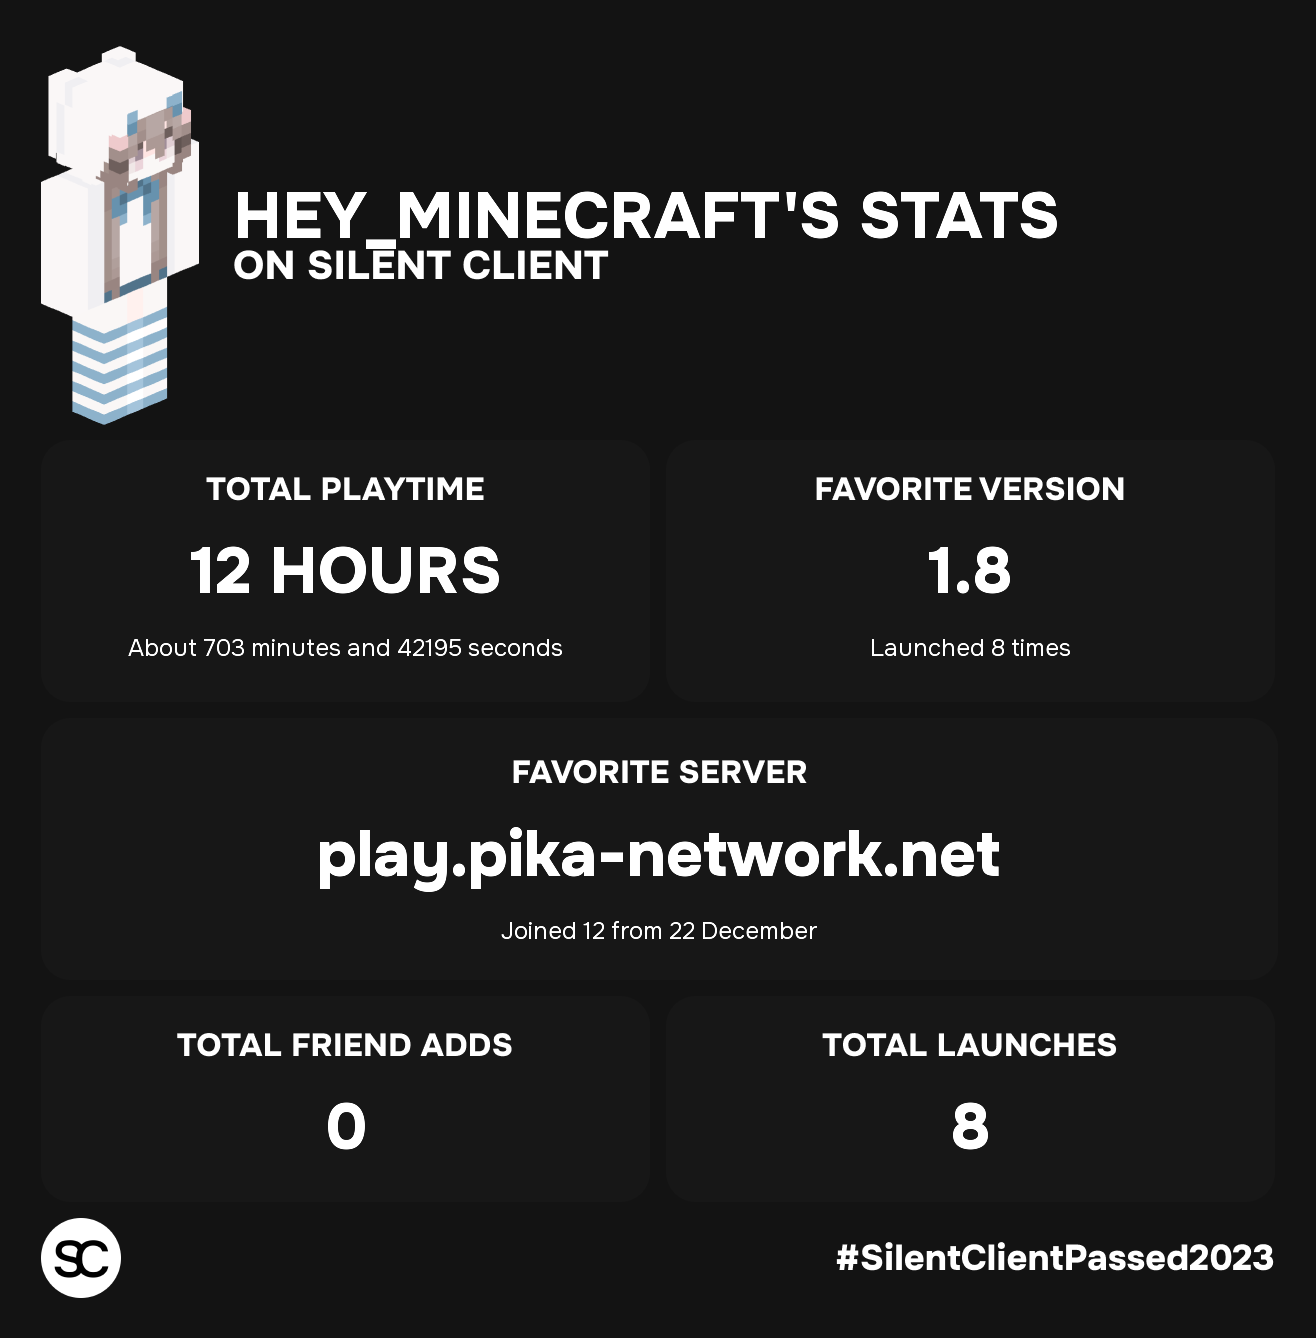 HEY_MINECRAFT'S STATS
ON SILENT CLIENT
TOTAL PLAYTIME
12 HOURS
About 703 minutes and 42195 seconds
FAVORITE VERSION
1.8
Launched 8 times
FAVORITE SERVER
play.pika-network.net
Joined 12 from 22 December
TOTAL FRIEND ADDS
0
TOTAL LAUNCHES
8
SC
#SilentClientPassed2023